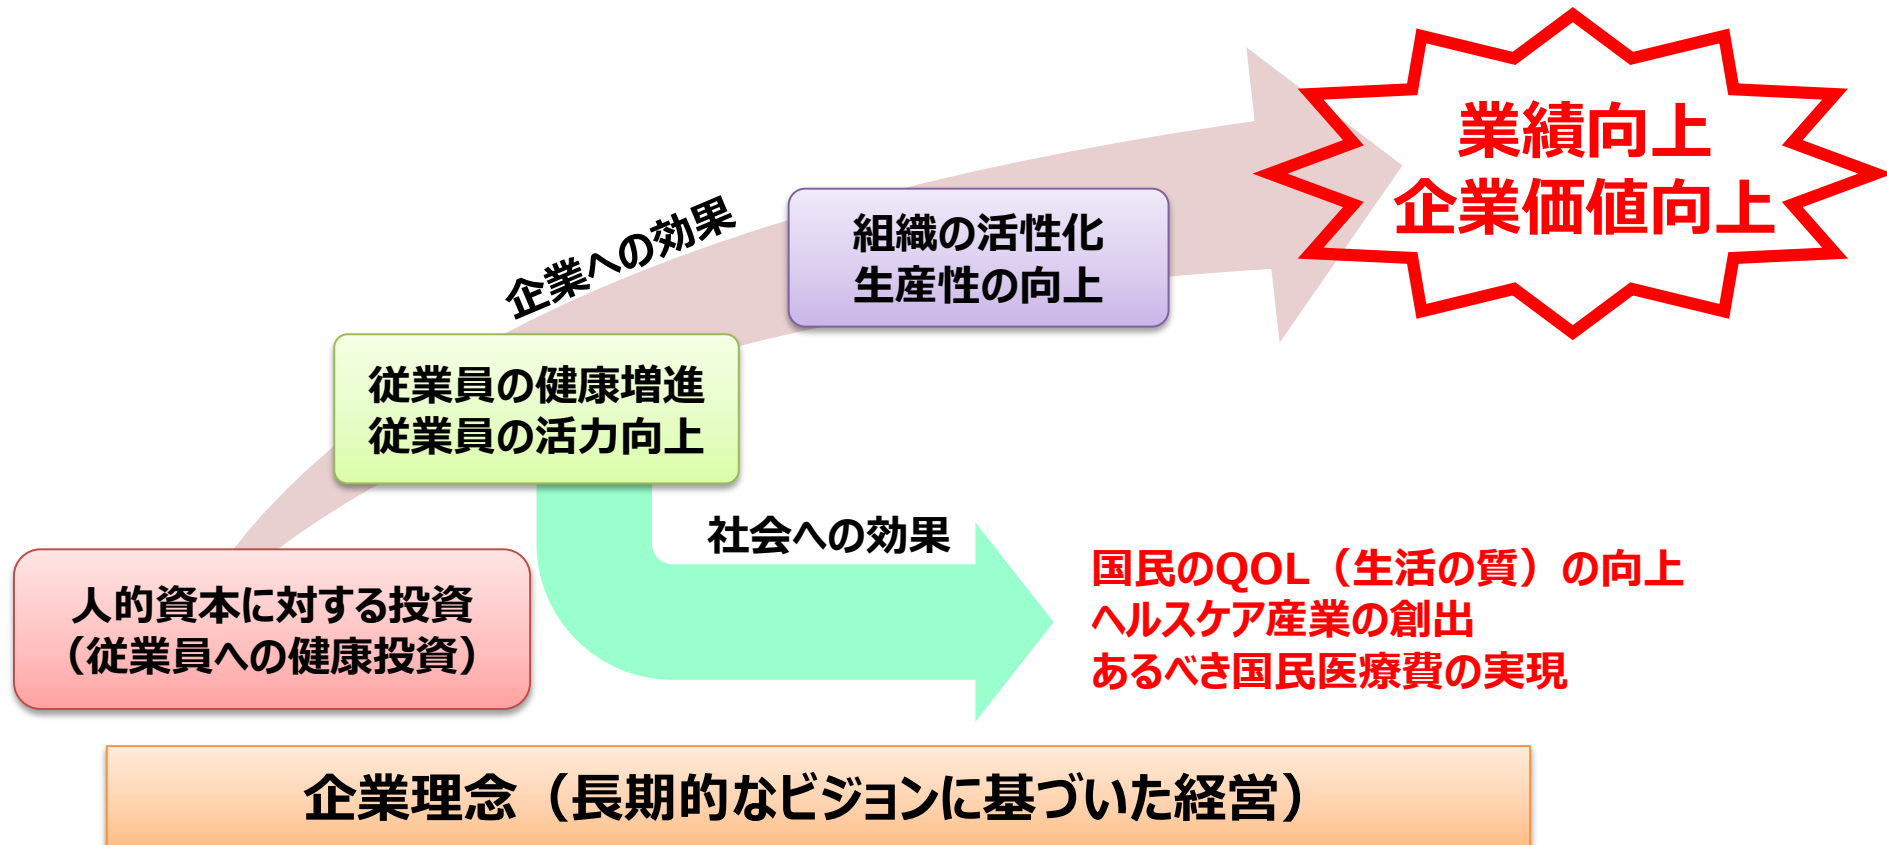 業績向上
企業価値向上
企業への効果
組織の活性化
生産性の向上
従業員の健康増進
従業員の活力向上
社会への効果
国民のQOL（生活の質）の向上
ヘルスケア産業の創出
あるべき国民医療費の実現
人的資本に対する投資
（従業員への健康投資）
企業理念（長期的なビジョンに基づいた経営）